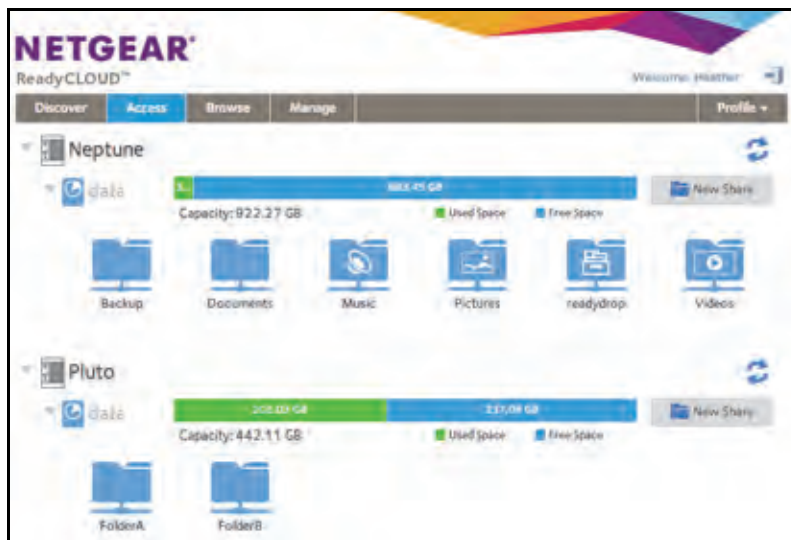 NETGEAR®
ReadyCLOUD™
Welcome, Heather
Discover Access Browse Manage Profile
Neptune
data New Share
Capacity: 922.27 GB Used Space Free Space
Backup Documents Music Pictures readydrop Videos
Pluto
data New Share
Capacity: 442.11 GB Used Space Free Space
FolderA FolderB